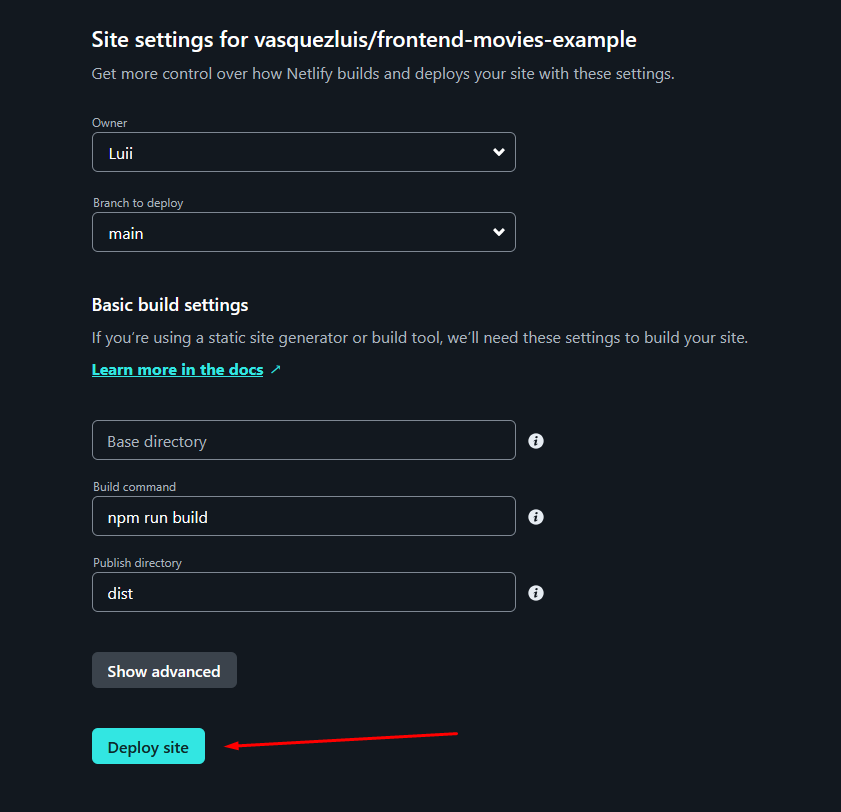 Site settings for vasquezluis/frontend-movies-example
Get more control over how Netlify builds and deploys your site with these settings.
Owner
Luii
Branch to deploy
main
Basic build settings
If you’re using a static site generator or build tool, we’ll need these settings to build your site.
Learn more in the docs ↗
Base directory
Build command
npm run build
Publish directory
dist
Show advanced
Deploy site